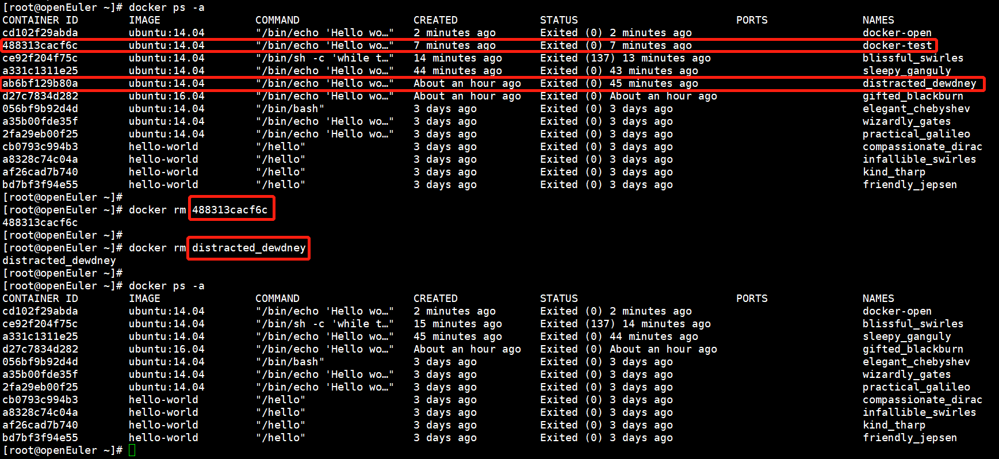 [root@openEuler ~]# docker ps -a
CONTAINER ID        IMAGE               COMMAND                  CREATED             STATUS                         PORTS               NAMES
cd102f29abda        ubuntu:14.04        "/bin/echo 'Hello wo…"   2 minutes ago       Exited (0) 2 minutes ago                           docker-open
488313cacf6c        ubuntu:14.04        "/bin/echo 'Hello wo…"   7 minutes ago       Exited (0) 7 minutes ago                           docker-test
ce92f204f75c        ubuntu:14.04        "/bin/sh -c 'while t…"   14 minutes ago      Exited (137) 13 minutes ago                        blissful_swirles
a331c1311e25        ubuntu:14.04        "/bin/echo 'Hello wo…"   44 minutes ago      Exited (0) 43 minutes ago                          sleepy_ganguly
ab6bf129b80a        ubuntu:14.04        "/bin/echo 'Hello wo…"   About an hour ago   Exited (0) 45 minutes ago                          distracted_dewdney
d27c7834d282        ubuntu:16.04        "/bin/echo 'Hello wo…"   About an hour ago   Exited (0) About an hour ago                       gifted_blackburn
056bf9b92d4d        ubuntu:14.04        "/bin/bash"              3 days ago          Exited (0) 3 days ago                              elegant_chebyshev
a35b00fde35f        ubuntu:14.04        "/bin/echo 'Hello wo…"   3 days ago          Exited (0) 3 days ago                              wizardly_gates
2fa29eb00f25        ubuntu:14.04        "/bin/echo 'Hello wo…"   3 days ago          Exited (0) 3 days ago                              practical_galileo
cb0793c994b3        hello-world         "/hello"                 3 days ago          Exited (0) 3 days ago                              compassionate_dirac
a8328c74c04a        hello-world         "/hello"                 3 days ago          Exited (0) 3 days ago                              infallible_swirles
af26cad7b740        hello-world         "/hello"                 3 days ago          Exited (0) 3 days ago                              kind_tharp
bd7bf3f94e55        hello-world         "/hello"                 3 days ago          Exited (0) 3 days ago                              friendly_jepsen
[root@openEuler ~]#
[root@openEuler ~]# docker rm 488313cacf6c
488313cacf6c
[root@openEuler ~]#
[root@openEuler ~]# docker rm distracted_dewdney
distracted_dewdney
[root@openEuler ~]#
[root@openEuler ~]# docker ps -a
CONTAINER ID        IMAGE               COMMAND                  CREATED             STATUS                         PORTS               NAMES
cd102f29abda        ubuntu:14.04        "/bin/echo 'Hello wo…"   2 minutes ago       Exited (0) 2 minutes ago                           docker-open
ce92f204f75c        ubuntu:14.04        "/bin/sh -c 'while t…"   15 minutes ago      Exited (137) 14 minutes ago                        blissful_swirles
a331c1311e25        ubuntu:14.04        "/bin/echo 'Hello wo…"   45 minutes ago      Exited (0) 44 minutes ago                          sleepy_ganguly
d27c7834d282        ubuntu:16.04        "/bin/echo 'Hello wo…"   About an hour ago   Exited (0) About an hour ago                       gifted_blackburn
056bf9b92d4d        ubuntu:14.04        "/bin/bash"              3 days ago          Exited (0) 3 days ago                              elegant_chebyshev
a35b00fde35f        ubuntu:14.04        "/bin/echo 'Hello wo…"   3 days ago          Exited (0) 3 days ago                              wizardly_gates
2fa29eb00f25        ubuntu:14.04        "/bin/echo 'Hello wo…"   3 days ago          Exited (0) 3 days ago                              practical_galileo
cb0793c994b3        hello-world         "/hello"                 3 days ago          Exited (0) 3 days ago                              compassionate_dirac
a8328c74c04a        hello-world         "/hello"                 3 days ago          Exited (0) 3 days ago                              infallible_swirles
af26cad7b740        hello-world         "/hello"                 3 days ago          Exited (0) 3 days ago                              kind_tharp
bd7bf3f94e55        hello-world         "/hello"                 3 days ago          Exited (0) 3 days ago                              friendly_jepsen
[root@openEuler ~]#